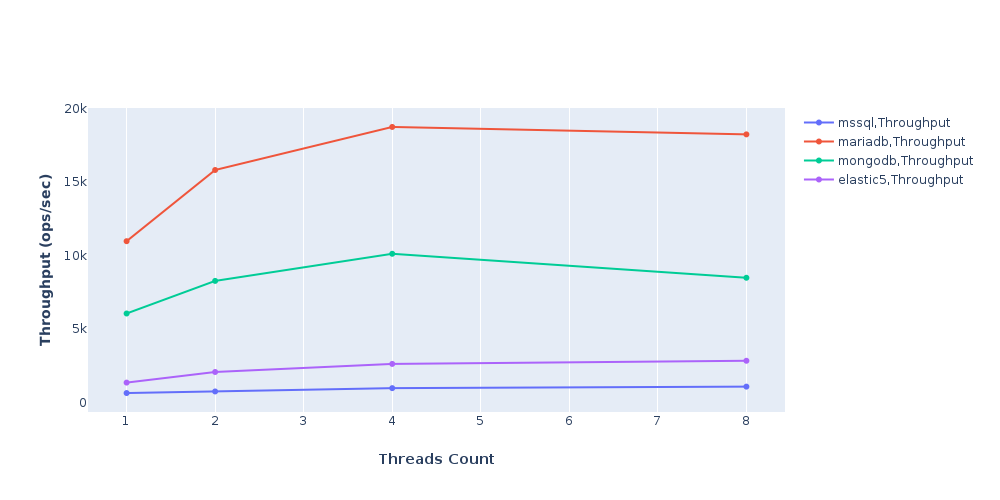 20k
15k
10k
5k
0
Throughput (ops/sec)
1 2 3 4 5 6 7 8
Threads Count
mssql,Throughput
mariadb,Throughput
mongodb,Throughput
elastic5,Throughput